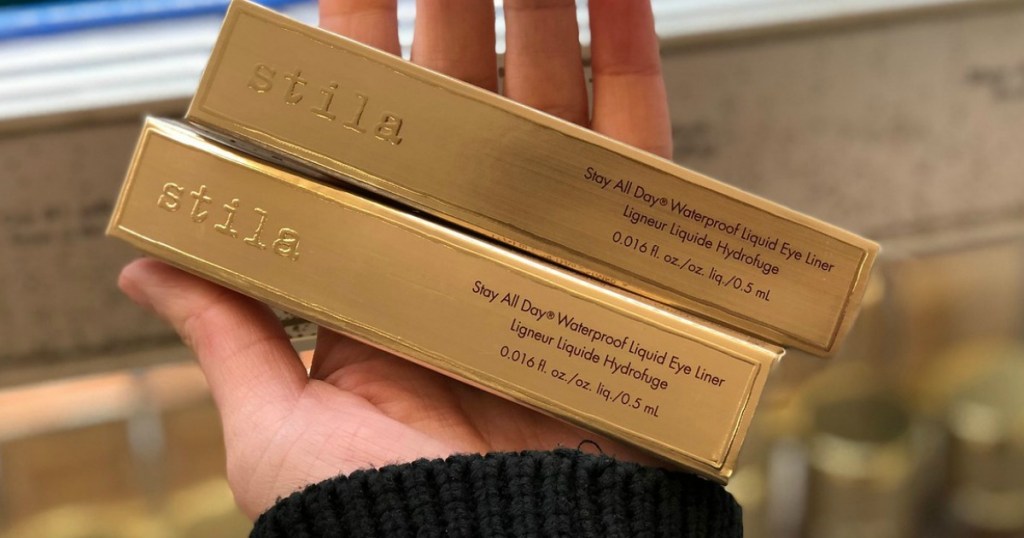 stila
Stay All Day® Waterproof Liquid Eye Liner
Ligneur Liquide Hydrofuge
0.016 fl. oz./oz. liq./0.5 mL
stila
Stay All Day® Waterproof Liquid Eye Liner
Ligneur Liquide Hydrofuge
0.016 fl. oz./oz. liq./0.5 mL